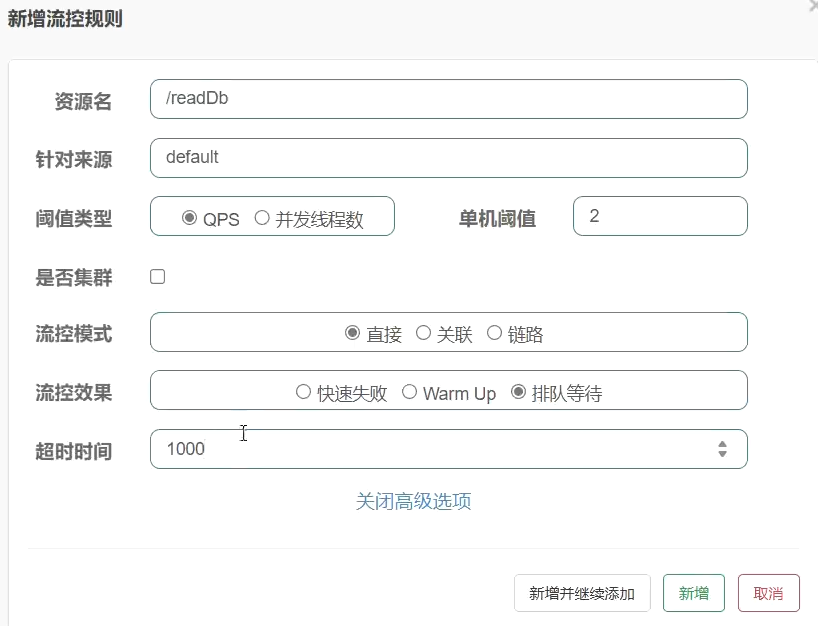 新增流控规则
资源名 /readDb
针对来源 default
阈值类型 QPS 并发线程数 单机阈值 2
是否集群
流控模式 直接 关联 链路
流控效果 快速失败 Warm Up 排队等待
超时时间 1000
关闭高级选项
新增并继续添加 新增 取消